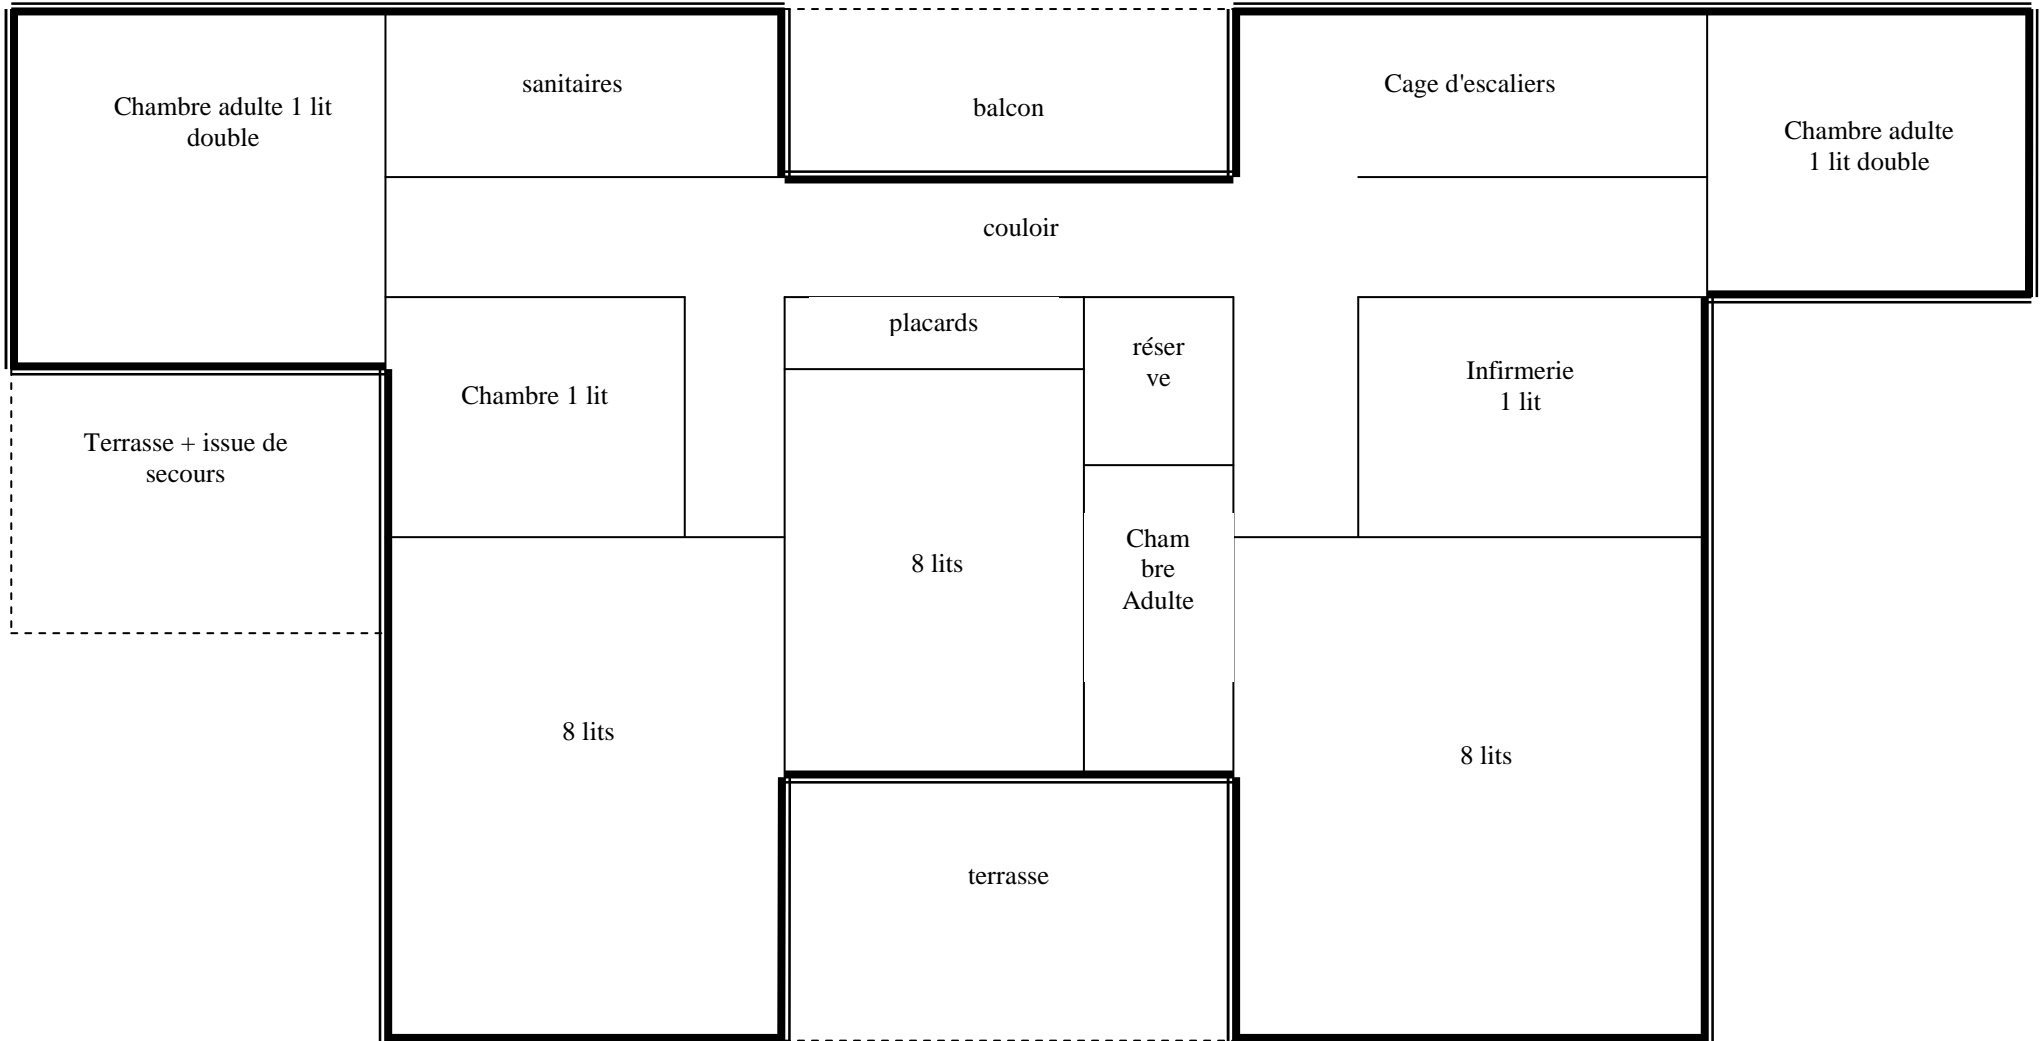 Chambre adulte 1 lit
double
sanitaires
balcon
Cage d'escaliers
Chambre adulte
1 lit double
couloir
placards
réser
ve
Infirmerie
1 lit
Chambre 1 lit
Terrasse + issue de
secours
8 lits
Cham
bre
Adulte
8 lits
8 lits
terrasse